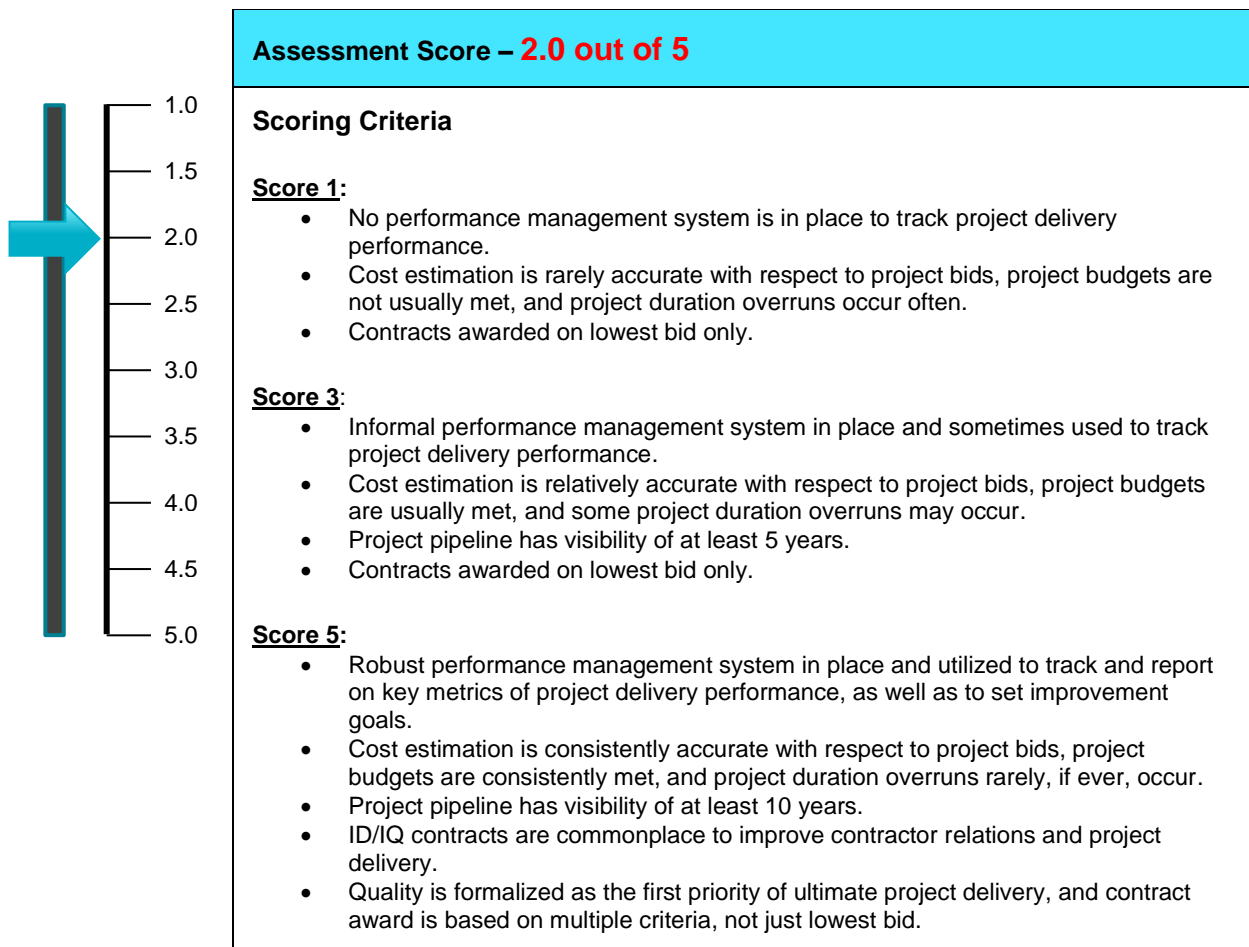 Assessment Score – 2.0 out of 5
1.0
1.5
2.0
2.5
3.0
3.5
4.0
4.5
5.0
Scoring Criteria
Score 1:
• No performance management system is in place to track project delivery
performance.
• Cost estimation is rarely accurate with respect to project bids, project budgets are
not usually met, and project duration overruns occur often.
• Contracts awarded on lowest bid only.
Score 3:
• Informal performance management system in place and sometimes used to track
project delivery performance.
• Cost estimation is relatively accurate with respect to project bids, project budgets
are usually met, and some project duration overruns may occur.
• Project pipeline has visibility of at least 5 years.
• Contracts awarded on lowest bid only.
Score 5:
• Robust performance management system in place and utilized to track and report
on key metrics of project delivery performance, as well as to set improvement
goals.
• Cost estimation is consistently accurate with respect to project bids, project
budgets are consistently met, and project duration overruns rarely, if ever, occur.
• Project pipeline has visibility of at least 10 years.
• ID/IQ contracts are commonplace to improve contractor relations and project
delivery.
• Quality is formalized as the first priority of ultimate project delivery, and contract
award is based on multiple criteria, not just lowest bid.